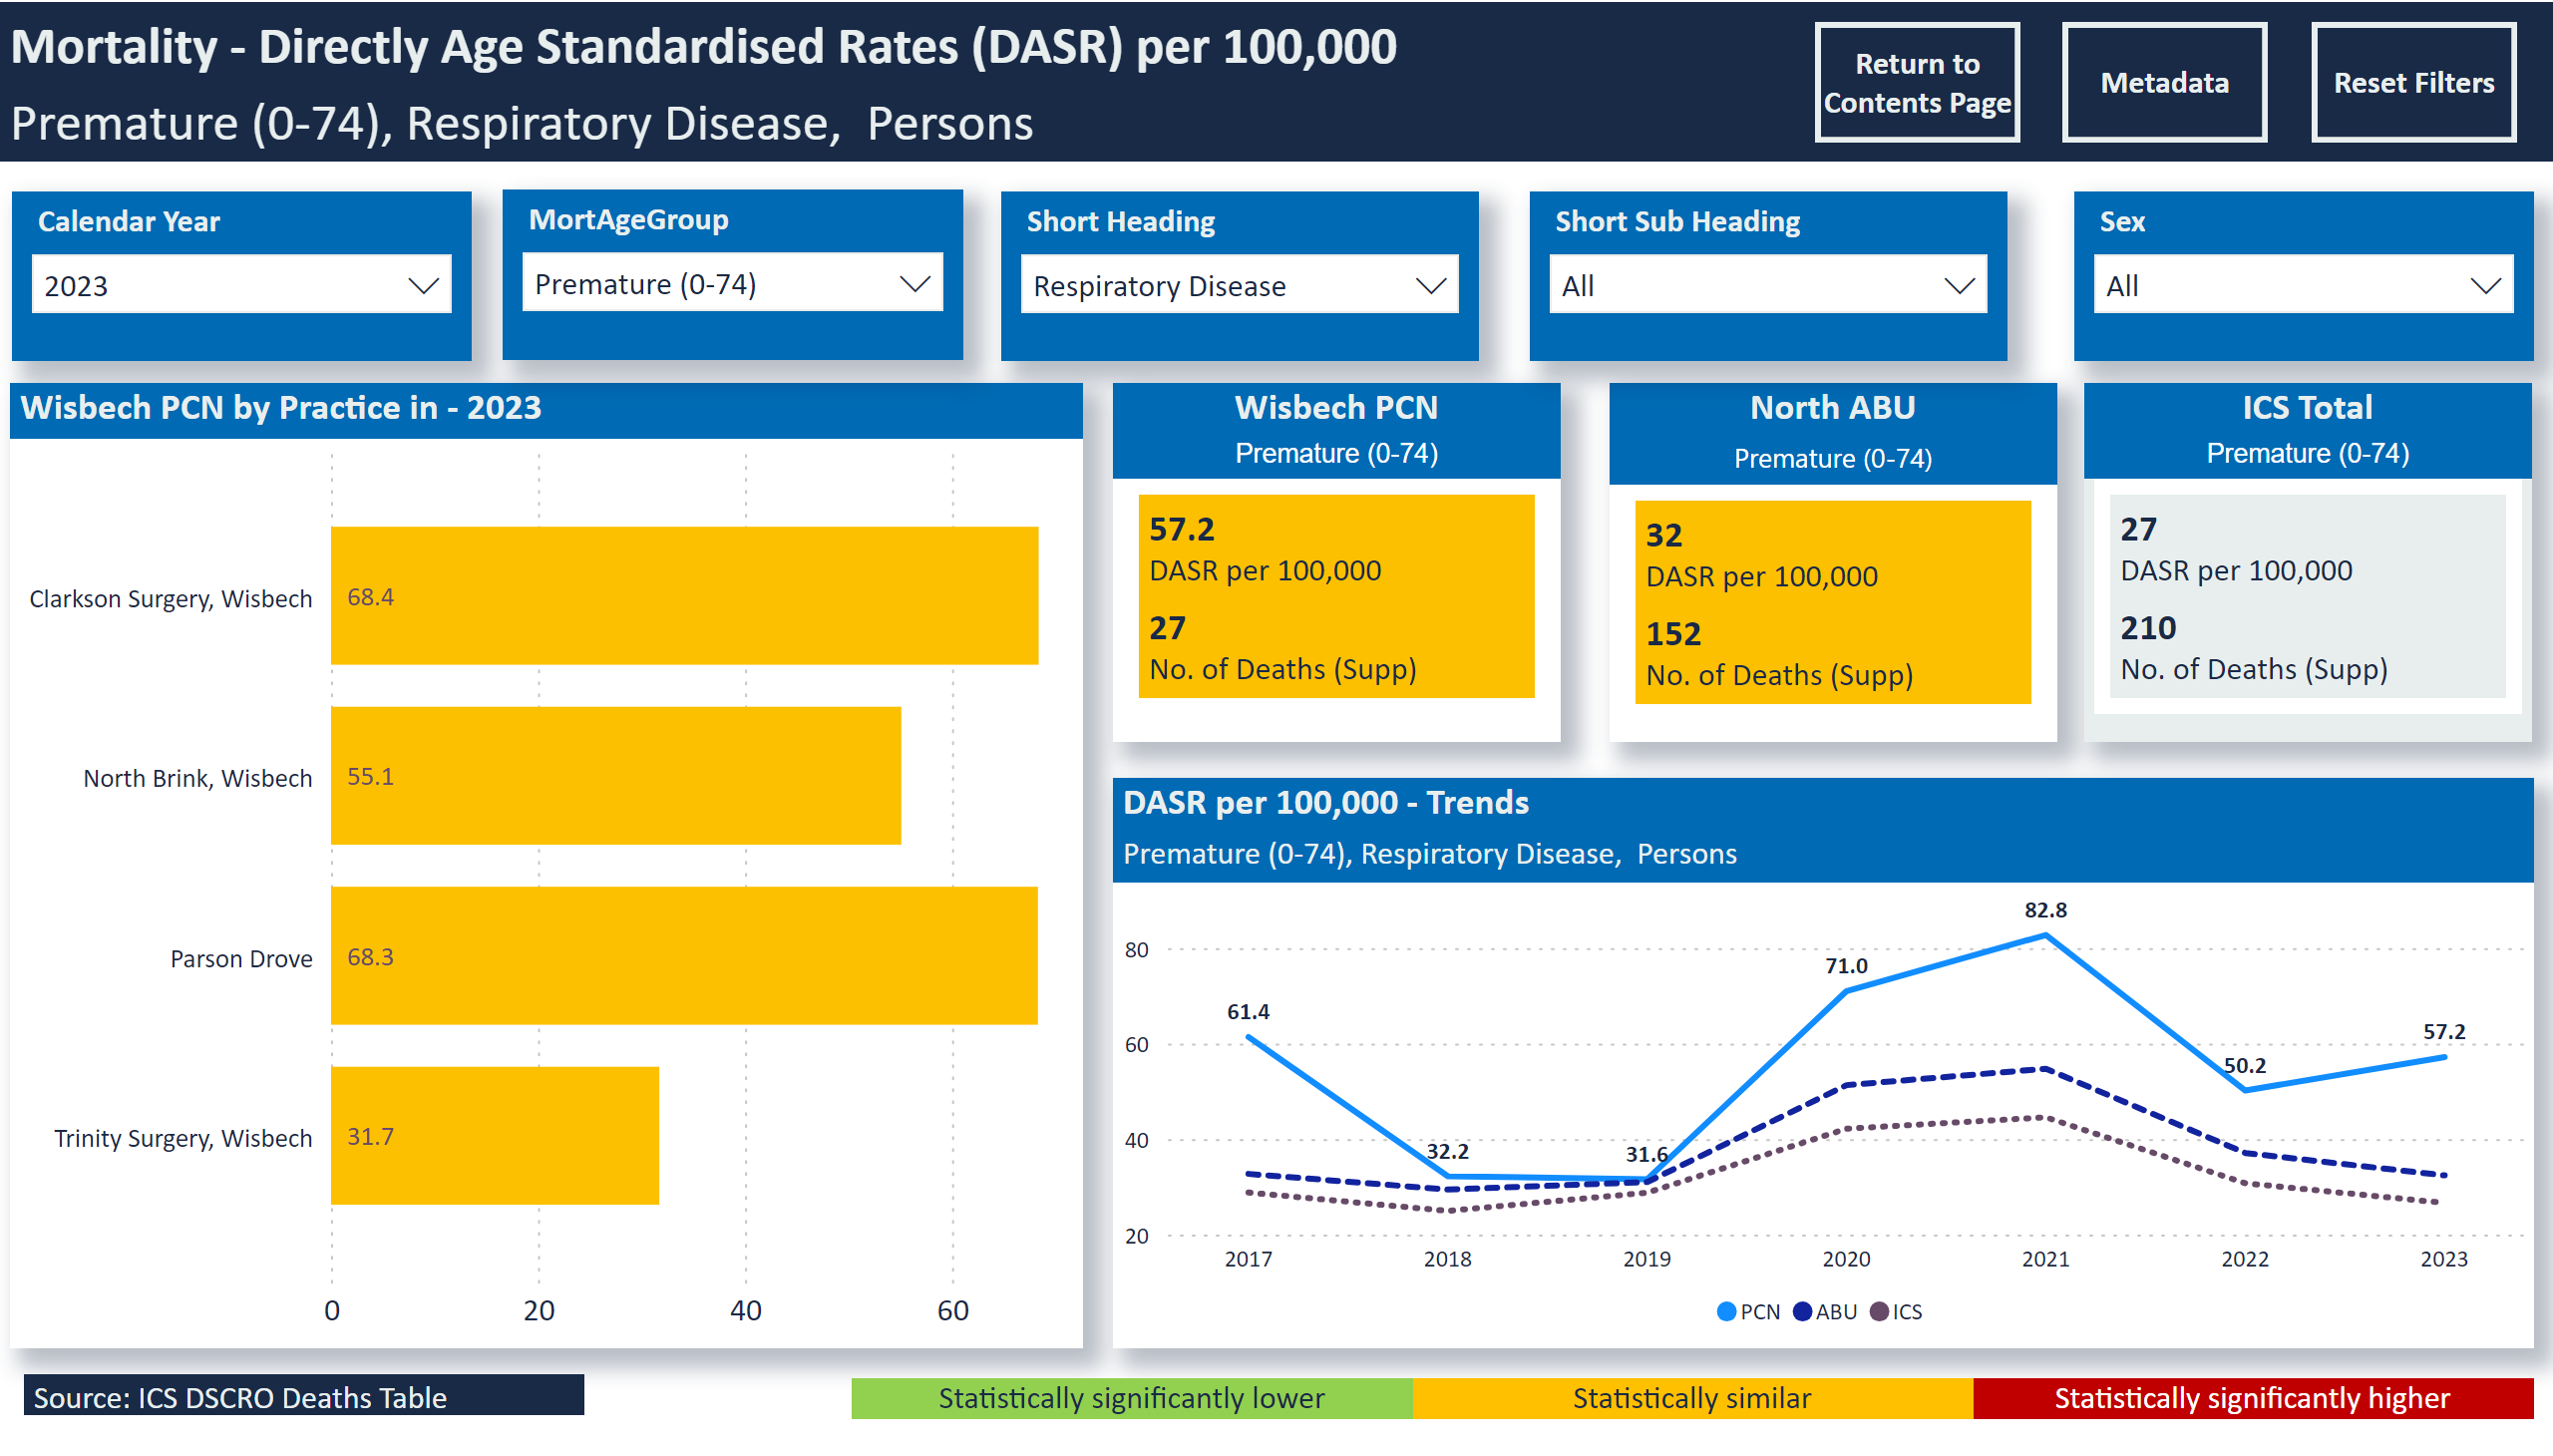 Mortality - Directly Age Standardised Rates (DASR) per 100,000
Premature (0-74), Respiratory Disease,  Persons
Return to
Contents Page
Metadata
Reset Filters
Calendar Year
2023
MortAgeGroup
Premature (0-74)
Short Heading
Respiratory Disease
Short Sub Heading
All
Sex
All
Wisbech PCN by Practice in - 2023
Clarkson Surgery, Wisbech
68.4
North Brink, Wisbech
55.1
Parson Drove
68.3
Trinity Surgery, Wisbech
31.7
0 20 40 60
Wisbech PCN
Premature (0-74)
57.2
DASR per 100,000
27
No. of Deaths (Supp)
North ABU
Premature (0-74)
32
DASR per 100,000
152
No. of Deaths (Supp)
ICS Total
Premature (0-74)
27
DASR per 100,000
210
No. of Deaths (Supp)
DASR per 100,000 - Trends
Premature (0-74), Respiratory Disease,  Persons
80
60
40
20
61.4
32.2
31.6
71.0
82.8
50.2
57.2
2017 2018 2019 2020 2021 2022 2023
PCN ABU ICS
Source: ICS DSCRO Deaths Table
Statistically significantly lower
Statistically similar
Statistically significantly higher